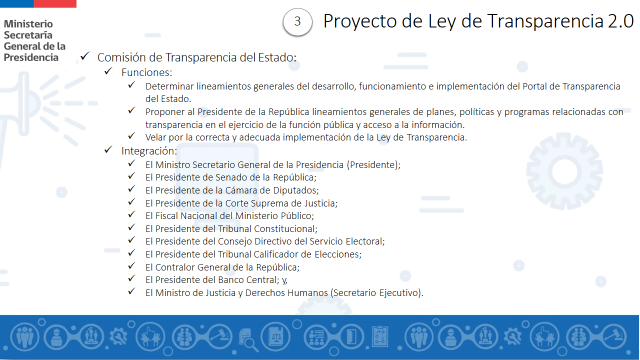 Ministerio
Secretaría
General de la
Presidencia
3
Proyecto de Ley de Transparencia 2.0
✓ Comisión de Transparencia del Estado:
✓ Funciones:
✓ Determinar lineamientos generales del desarrollo, funcionamiento e implementación del Portal de Transparencia
del Estado.
✓ Proponer al Presidente de la República lineamientos generales de planes, políticas y programas relacionadas con
transparencia en el ejercicio de la función pública y acceso a la información.
✓ Velar por la correcta y adecuada implementación de la Ley de Transparencia.
✓ Integración:
✓ El Ministro Secretario General de la Presidencia (Presidente);
✓ El Presidente de Senado de la República;
✓ El Presidente de la Cámara de Diputados;
✓ El Presidente de la Corte Suprema de Justicia;
✓ El Fiscal Nacional del Ministerio Público;
✓ El Presidente del Tribunal Constitucional;
✓ El Presidente del Consejo Directivo del Servicio Electoral;
✓ El Presidente del Tribunal Calificador de Elecciones;
✓ El Contralor General de la República;
✓ El Presidente del Banco Central; y,
✓ El Ministro de Justicia y Derechos Humanos (Secretario Ejecutivo).